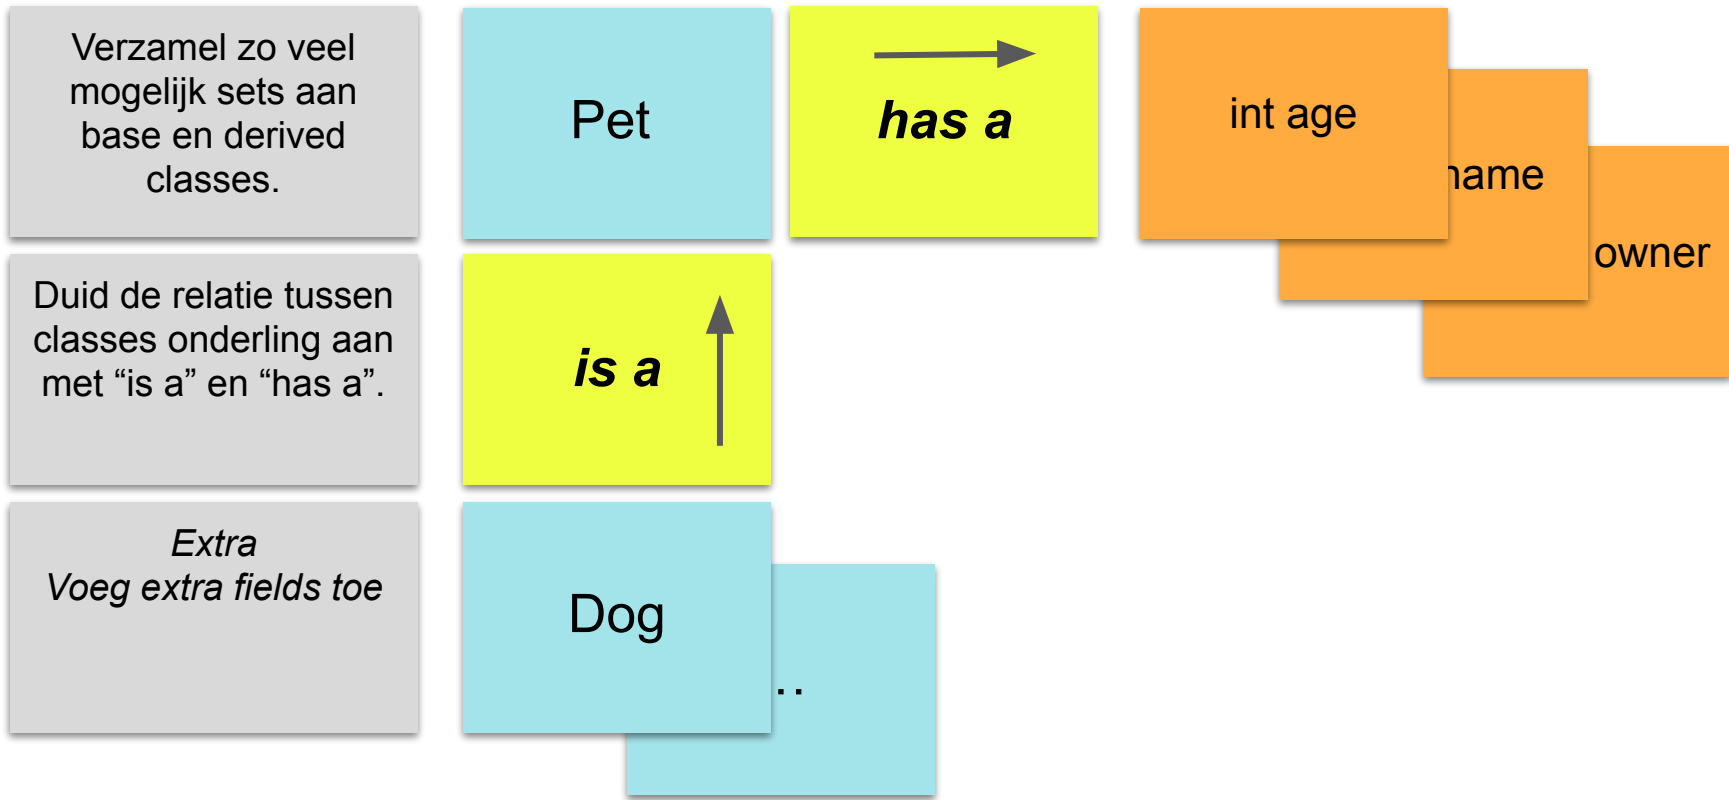 Verzamel zo veel
mogelijk sets aan
base en derived
classes.
Pet
has a
int age
name
owner
Duid de relatie tussen
classes onderling aan
met “is a” en “has a”.
is a
Extra
Voeg extra fields toe
Dog
..